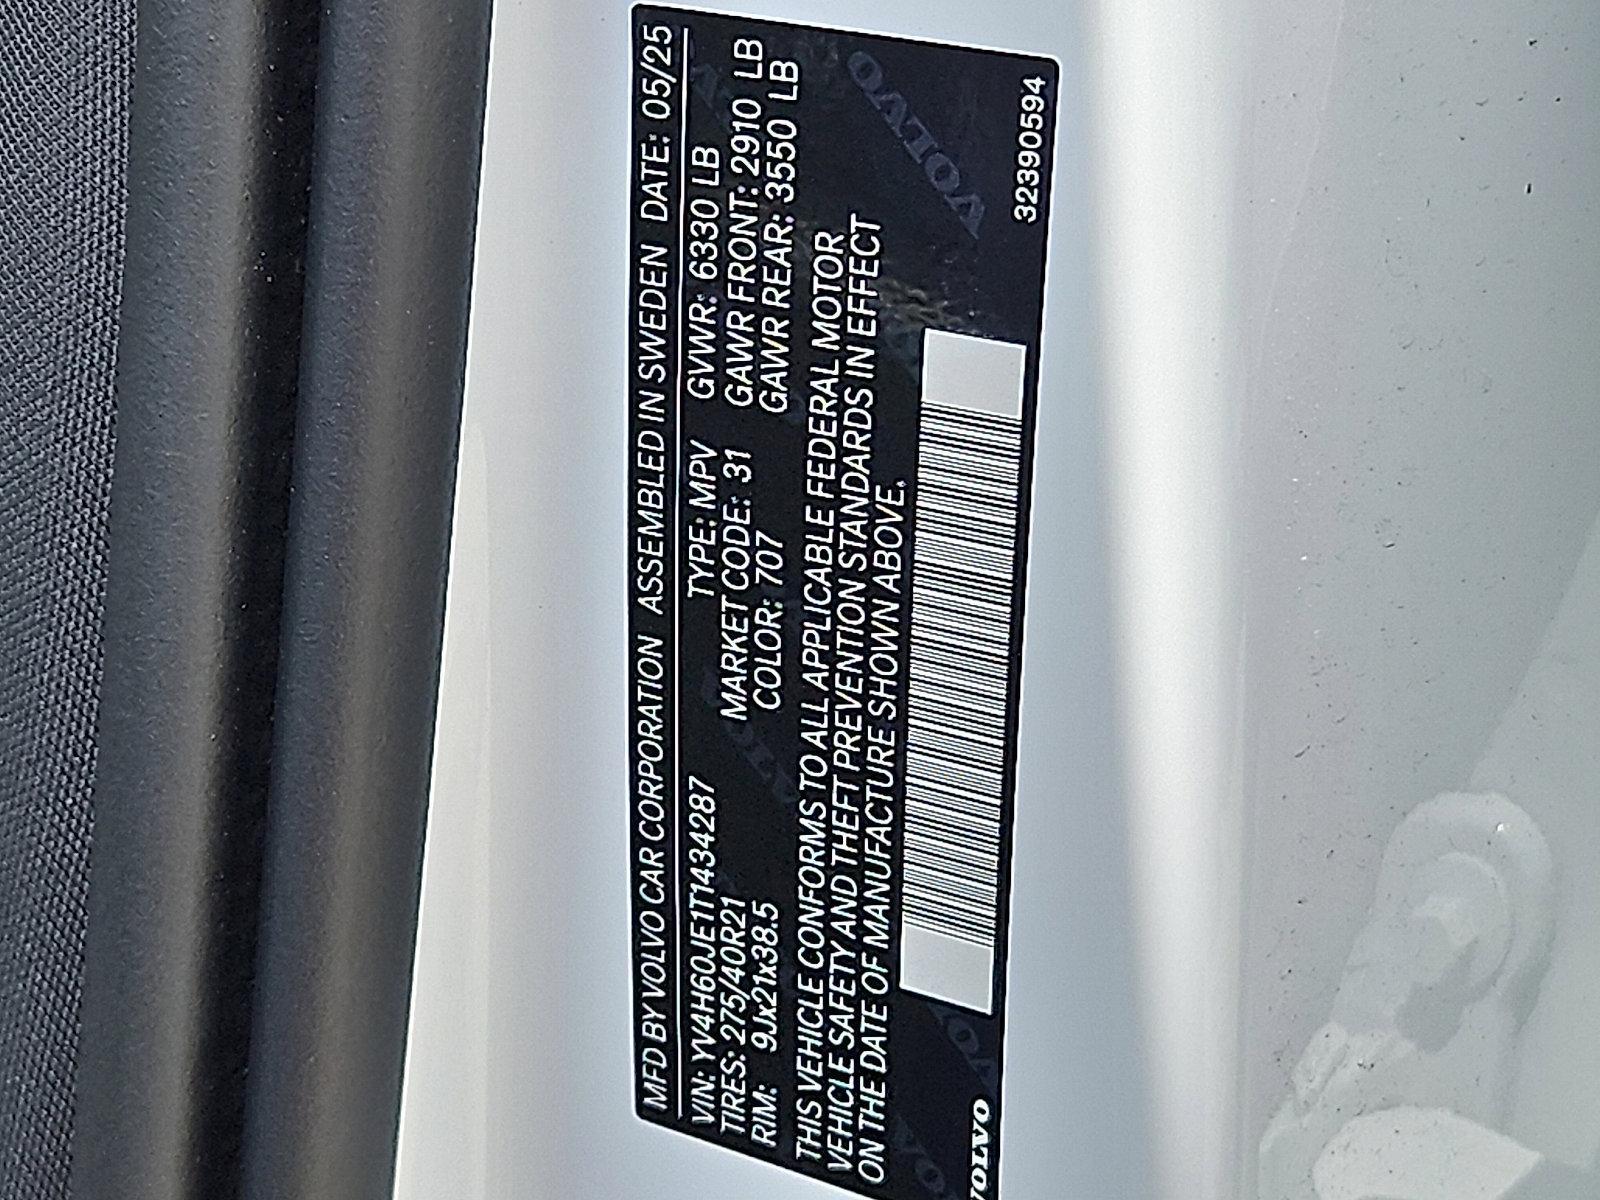 MFD BY VOLVO CAR CORPORATION ASSEMBLED IN SWEDEN DATE: 05/25
VIN: YV4H60JE1T1434287 TYPE: MPV GVWR: 6330 LB
TIRES: 275/40R21 MARKET CODE: 31 GAWR FRONT: 2910 LB
RIM: 9Jx21x38.5 COLOR: 707 GAWR REAR: 3550 LB
THIS VEHICLE CONFORMS TO ALL APPLICABLE FEDERAL MOTOR
VEHICLE SAFETY AND THEFT PREVENTION STANDARDS IN EFFECT
ON THE DATE OF MANUFACTURE SHOWN ABOVE.
VOLVO
VOLVO 32390594